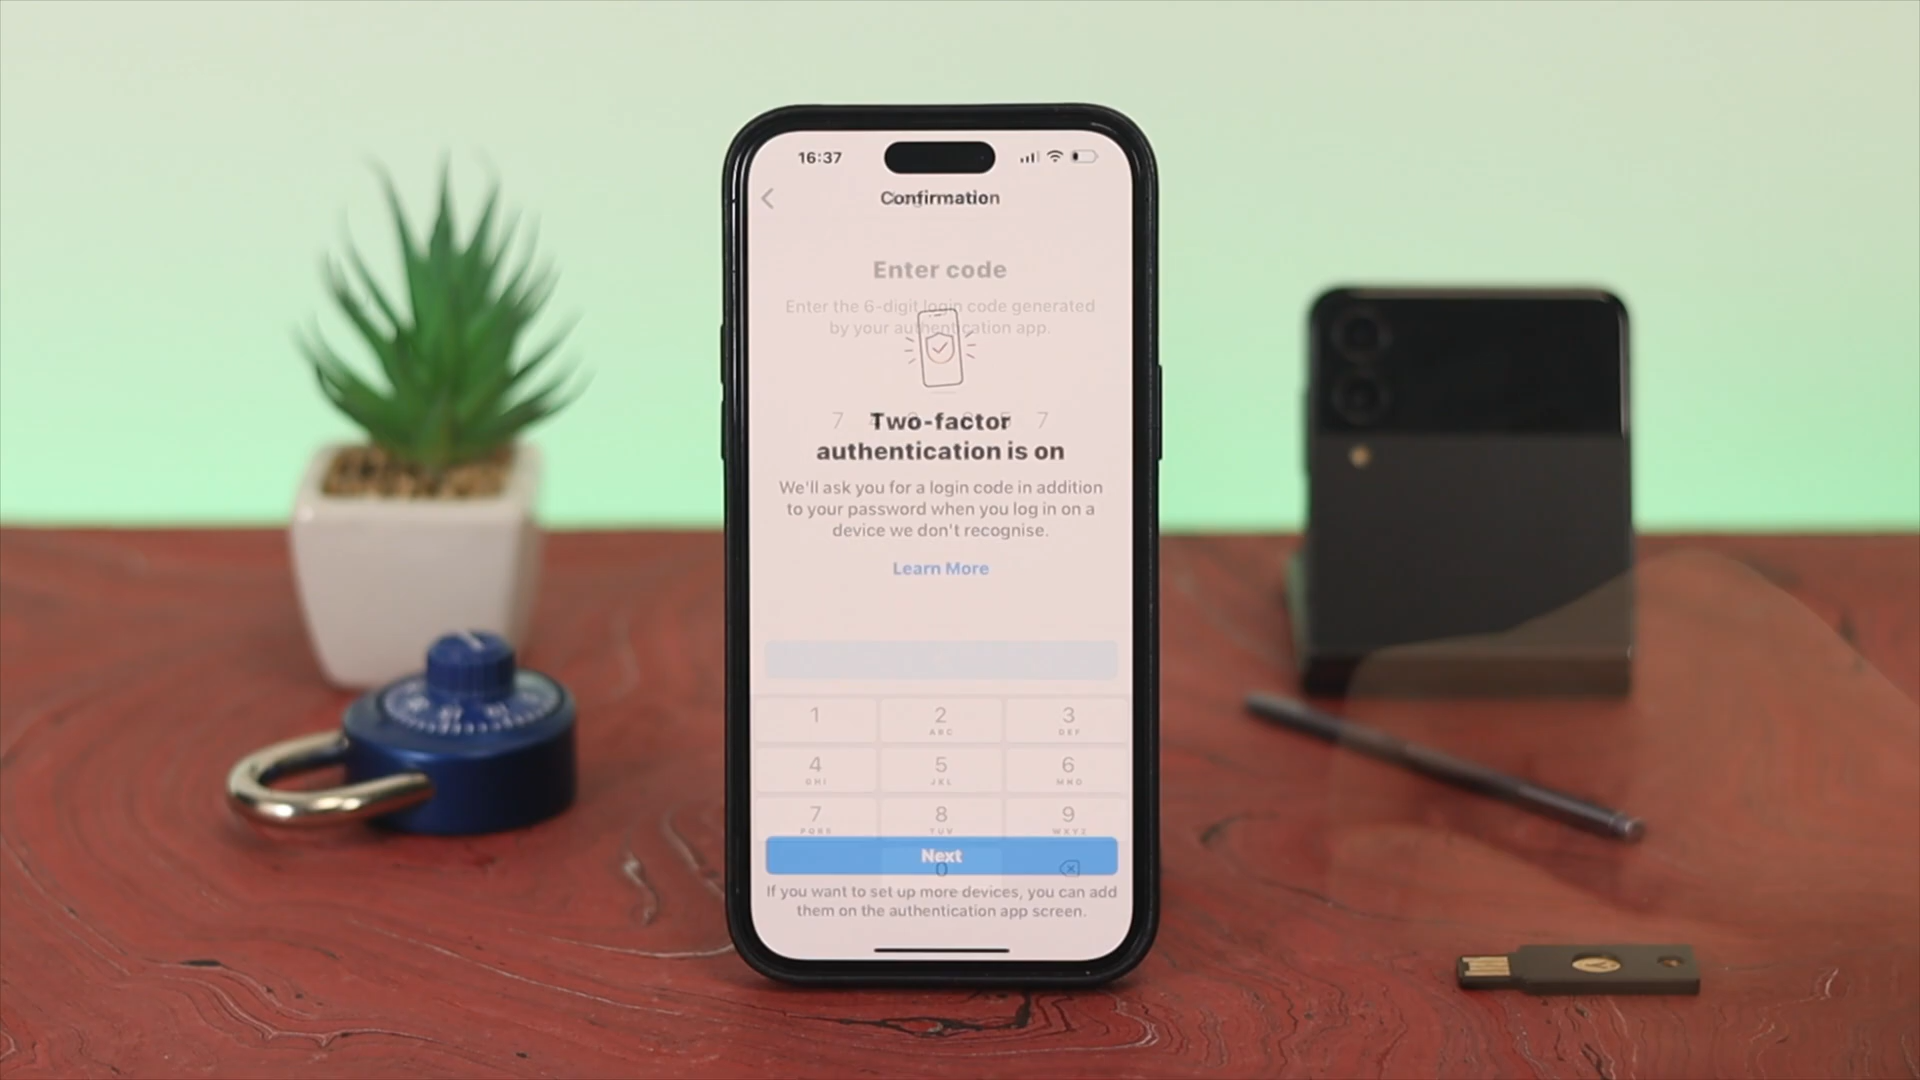 16:37
Confirmation
Enter code
Enter the 6-digit login code generated
by your authentication app.
7
7
Two-factor
authentication is on
We'll ask you for a login code in addition
to your password when you log in on a
device we don't recognise.
Learn More
1 2 3
ABC DEF
4 5 6
GHI JKL MNO
7 8 9
PQRS TUV WXYZ
Next
0
If you want to set up more devices, you can add
them on the authentication app screen.